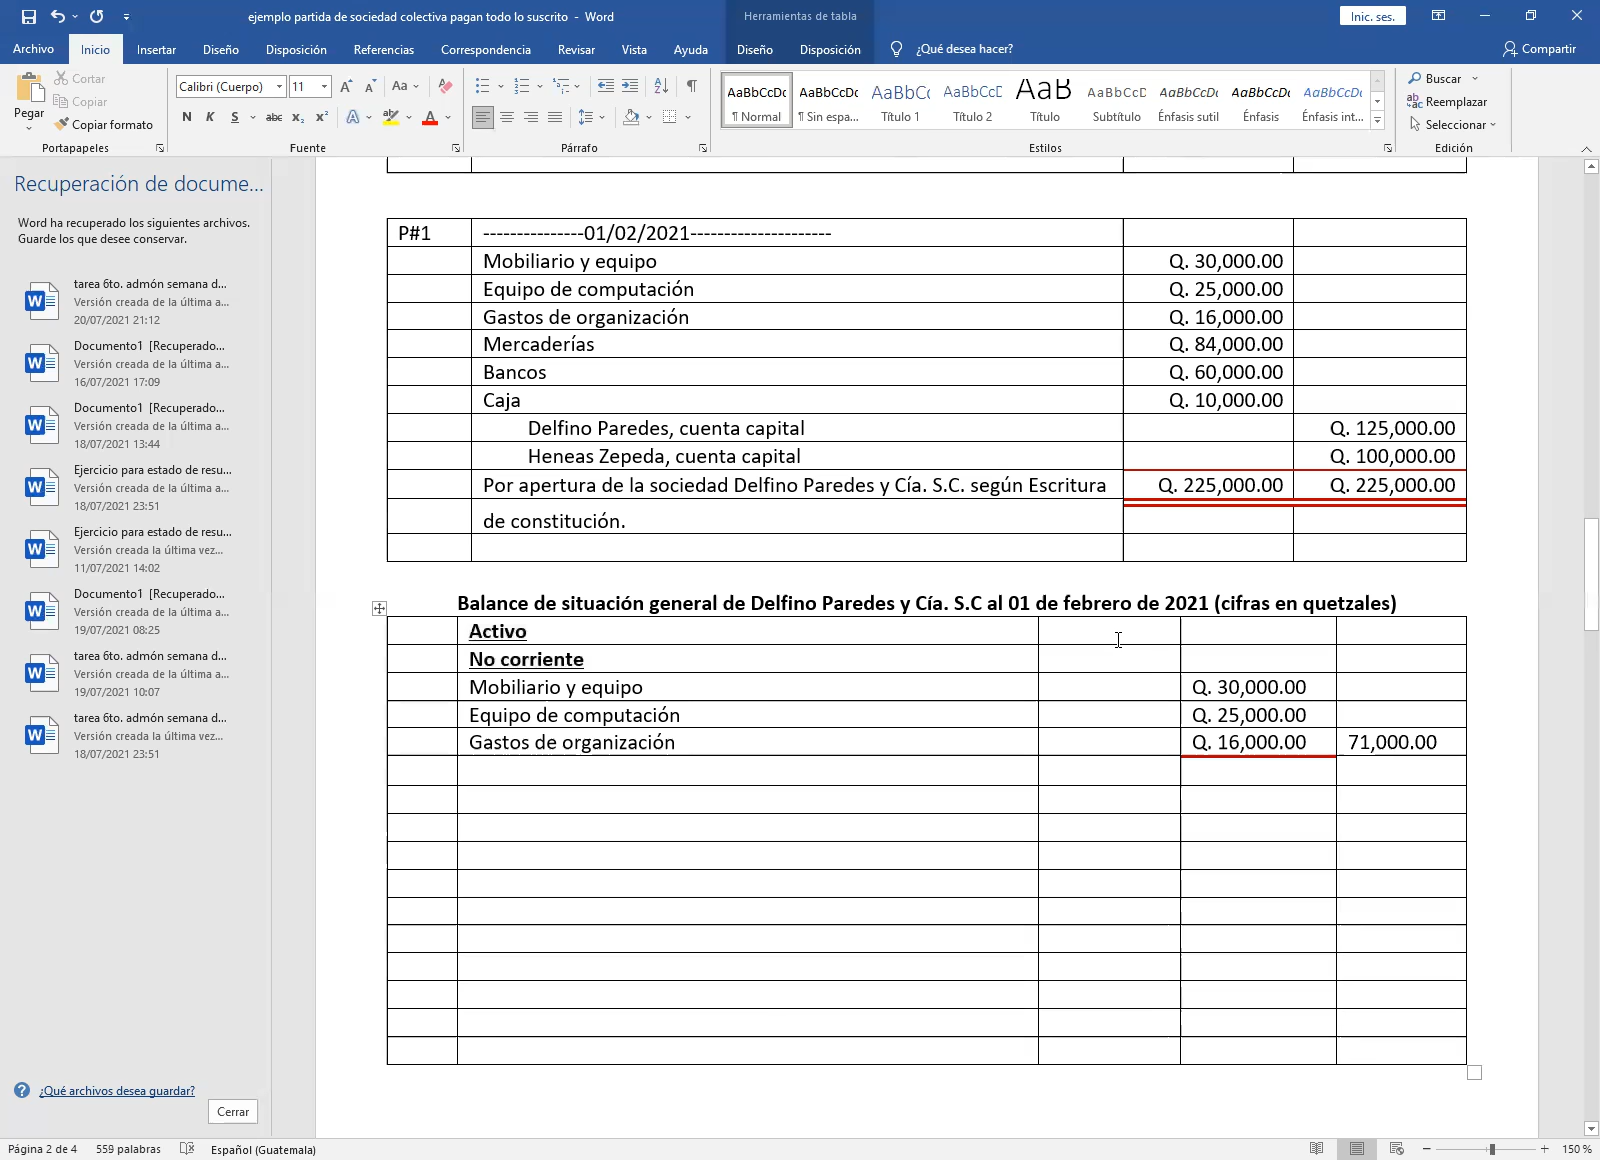 ejemplo partida de sociedad colectiva pagan todo lo suscrito - Word
Herramientas de tabla
Inic. ses.
Archivo Inicio Insertar Diseño Disposición Referencias Correspondencia Revisar Vista Ayuda Diseño Disposición ¿Qué desea hacer? Compartir
Pegar
Cortar
Copiar
Copiar formato
Portapapeles
Calibri (Cuerpo) 11
N K S abc x₂ x²
Fuente
Párrafo
AaBbCcDc AaBbCcDc AaBbCc AaBbCcD AaB AaBbCcD AaBbCcDc AaBbCcDc AaBbCcDc
¶ Normal ¶ Sin espa... Título 1 Título 2 Título Subtítulo Énfasis sutil Énfasis Énfasis int...
Estilos
Buscar
Reemplazar
Seleccionar
Edición
Recuperación de docume...
Word ha recuperado los siguientes archivos.
Guarde los que desee conservar.
tarea 6to. admón semana d...
Versión creada de la última a...
20/07/2021 21:12
Documento1 [Recuperado...
Versión creada de la última a...
16/07/2021 17:09
Documento1 [Recuperado...
Versión creada de la última a...
18/07/2021 13:44
Ejercicio para estado de resu...
Versión creada de la última a...
18/07/2021 23:51
Ejercicio para estado de resu...
Versión creada la última vez...
11/07/2021 14:02
Documento1 [Recuperado...
Versión creada de la última a...
19/07/2021 08:25
tarea 6to. admón semana d...
Versión creada de la última a...
19/07/2021 10:07
tarea 6to. admón semana d...
Versión creada la última vez...
18/07/2021 23:51
¿Qué archivos desea guardar?
Cerrar
P#1 ---------------01/02/2021---------------------
Mobiliario y equipo Q. 30,000.00
Equipo de computación Q. 25,000.00
Gastos de organización Q. 16,000.00
Mercaderías Q. 84,000.00
Bancos Q. 60,000.00
Caja Q. 10,000.00
Delfino Paredes, cuenta capital Q. 125,000.00
Heneas Zepeda, cuenta capital Q. 100,000.00
Por apertura de la sociedad Delfino Paredes y Cía. S.C. según Escritura Q. 225,000.00 Q. 225,000.00
de constitución.
Balance de situación general de Delfino Paredes y Cía. S.C al 01 de febrero de 2021 (cifras en quetzales)
Activo
No corriente
Mobiliario y equipo Q. 30,000.00
Equipo de computación Q. 25,000.00
Gastos de organización Q. 16,000.00 71,000.00
Página 2 de 4 559 palabras Español (Guatemala) 150 %